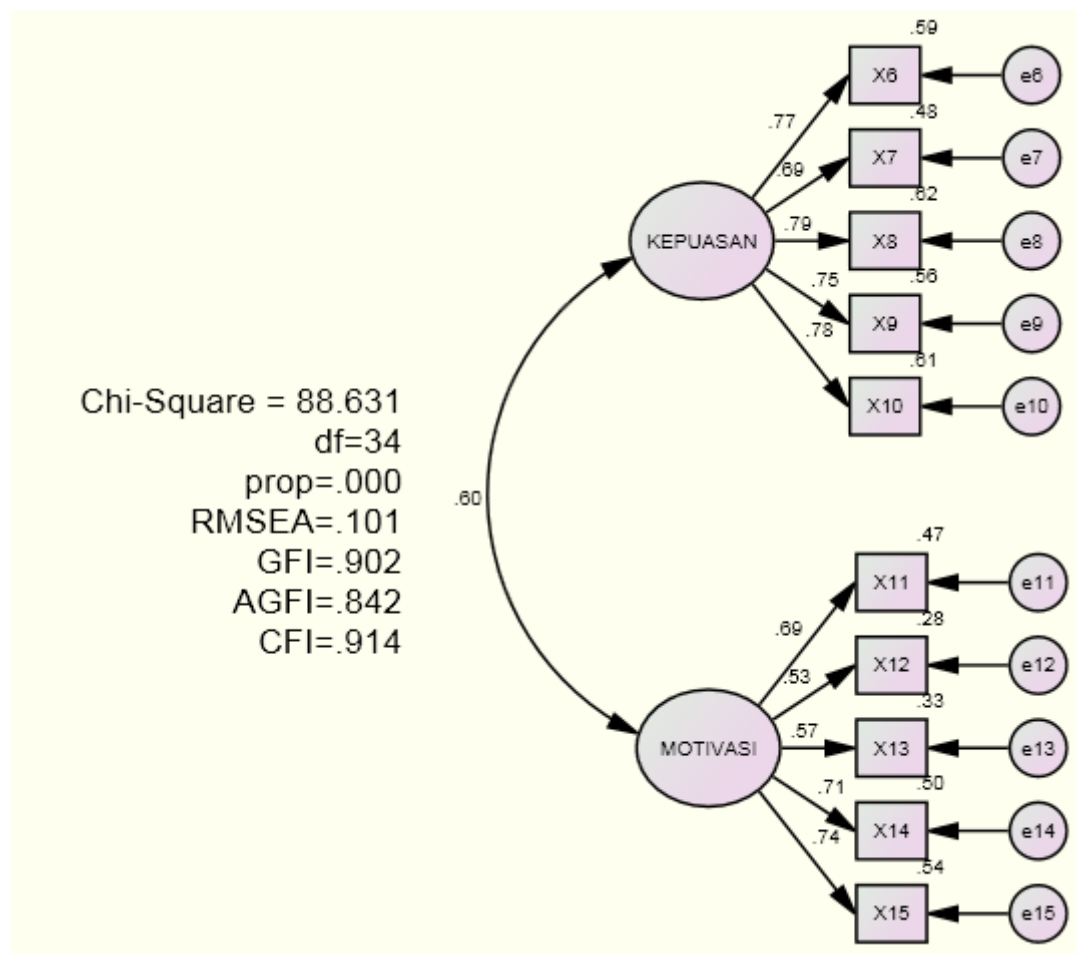 .59
X6
e6
.77
.48
X7
e7
.69
.62
KEPUASAN
.79
X8
e8
.56
.75
X9
e9
.78
.61
X10
e10
Chi-Square = 88.631
df=34
prop=.000
RMSEA=.101
GFI=.902
AGFI=.842
CFI=.914
.60
.47
X11
e11
.69
.28
X12
e12
.53
.33
MOTIVASI
.57
X13
e13
.50
.71
X14
e14
.74
.54
X15
e15